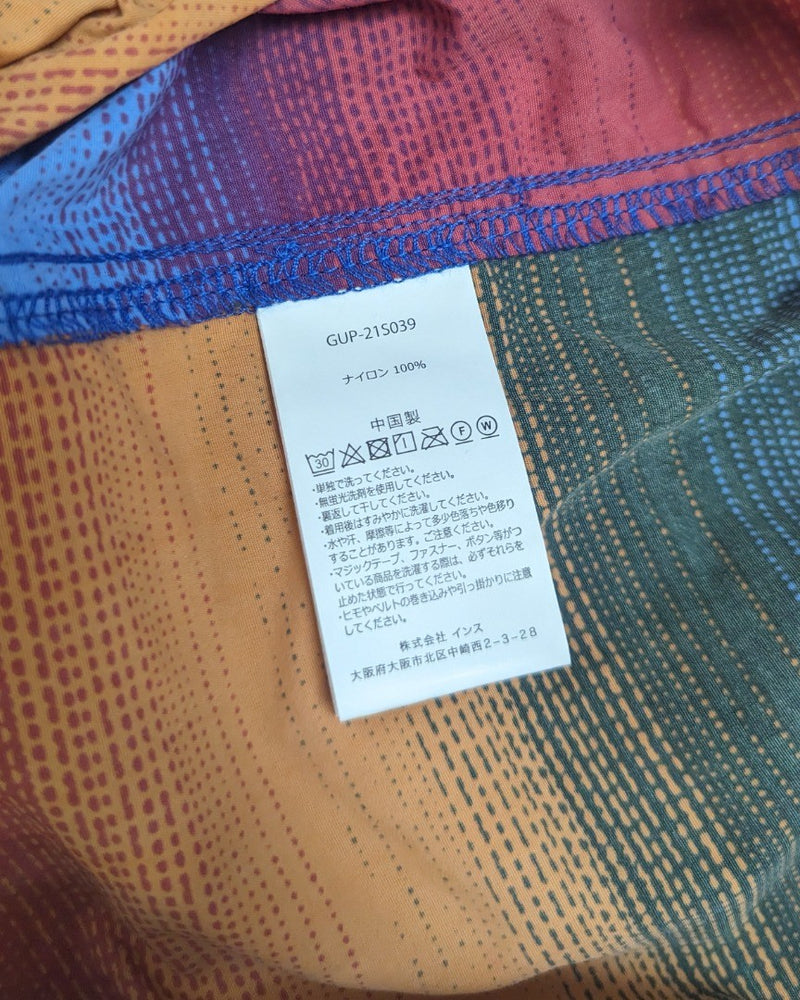 GUP-21S039
ナイロン 100%
中国製
30 F W
・単独で洗ってください。
・無蛍光洗剤を使用してください。
・裏返して干してください。
・着用後はすみやかに洗濯してください。
・水や汗、摩擦等によって多少色落ちや色移り
することがあります。ご注意ください。
・マジックテープ、ファスナー、ボタン等がつ
いている商品を洗濯する際は、必ずそれらを
止めた状態で行ってください。
・ヒモやベルトの巻き込みや引っ掛かりに注意
してください。
株式会社 インス
大阪府大阪市北区中崎西2-3-28